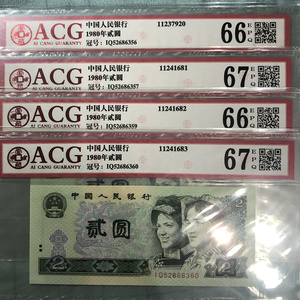 ACG
AI CANG GUARANTY
中国人民银行
1980年贰圆
冠号：IQ52686356
11237920
66 EPQ
ACG
AI CANG GUARANTY
中国人民银行
1980年贰圆
冠号：IQ52686357
11241681
67 EPQ
ACG
AI CANG GUARANTY
中国人民银行
1980年贰圆
冠号：IQ52686359
11241682
66 EPQ
ACG
AI CANG GUARANTY
中国人民银行
1980年贰圆
冠号：IQ52686360
11241683
67 EPQ
中国人民银行
贰圆
IQ52686360
2